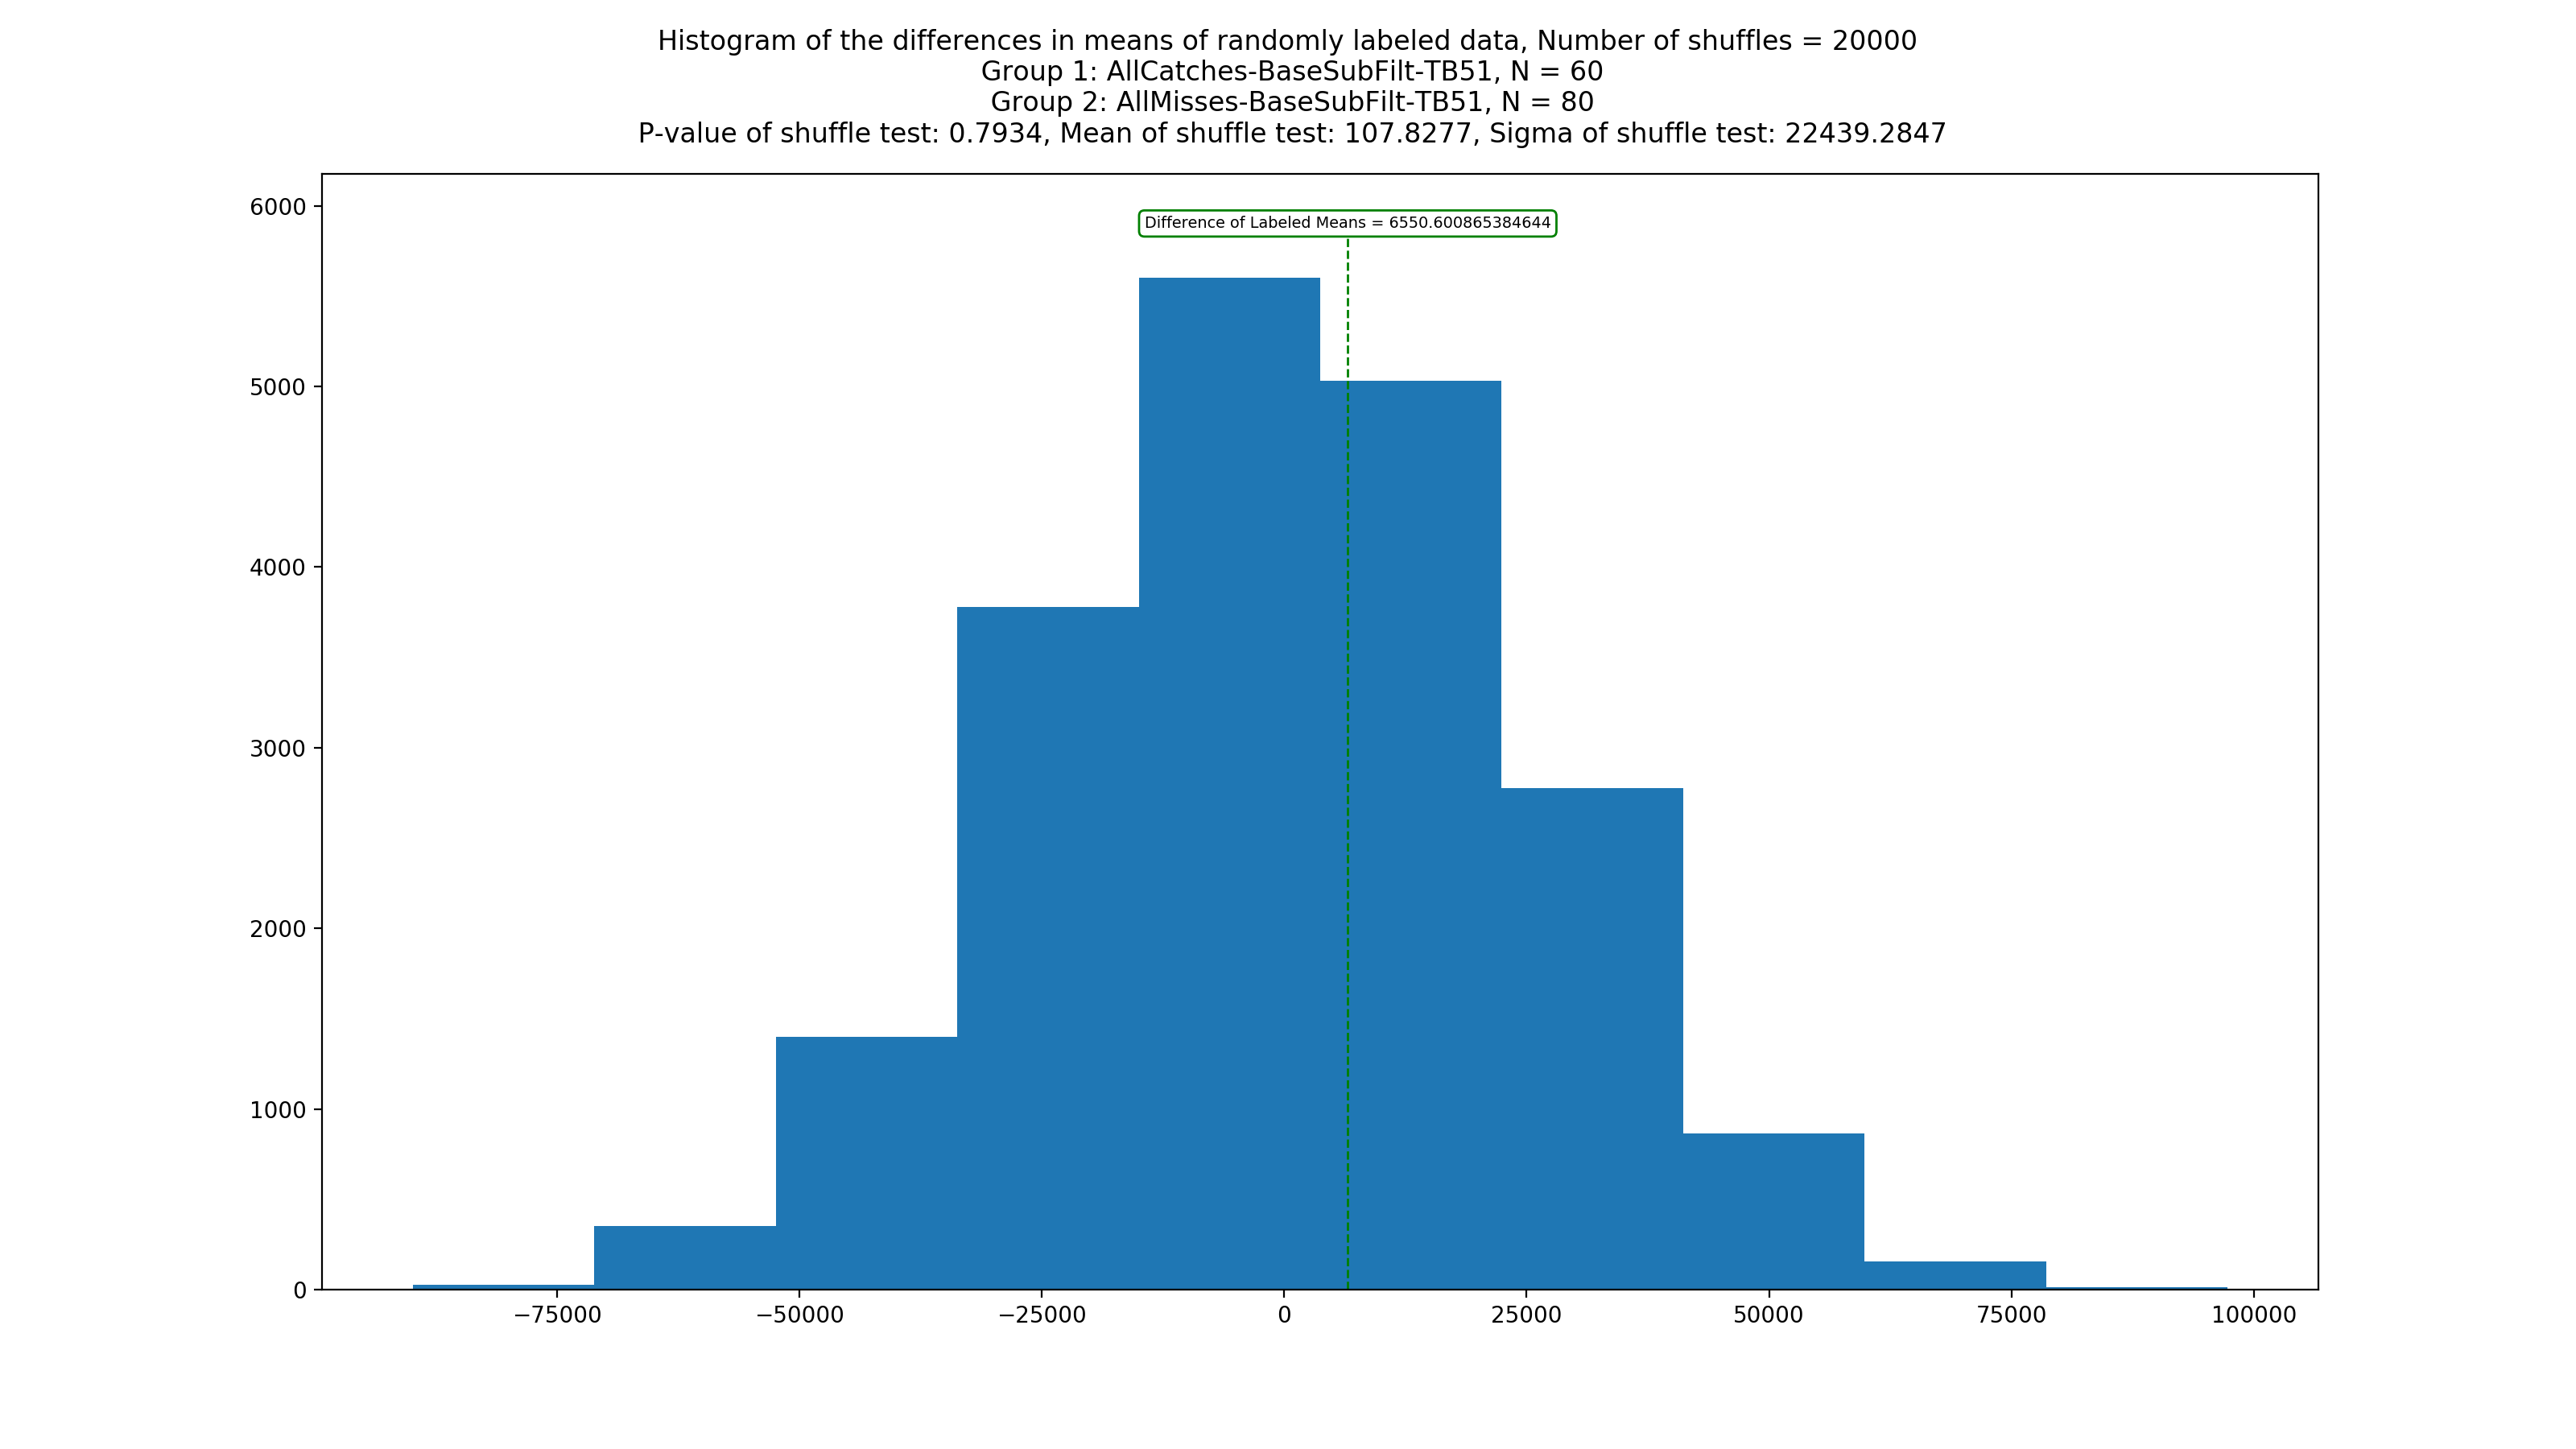 Histogram of the differences in means of randomly labeled data, Number of shuffles = 20000
Group 1: AllCatches-BaseSubFilt-TB51, N = 60
Group 2: AllMisses-BaseSubFilt-TB51, N = 80
P-value of shuffle test: 0.7934, Mean of shuffle test: 107.8277, Sigma of shuffle test: 22439.2847
6000
Difference of Labeled Means = 6550.600865384644
5000
4000
3000
2000
1000
0
−75000 −50000 −25000 0 25000 50000 75000 100000